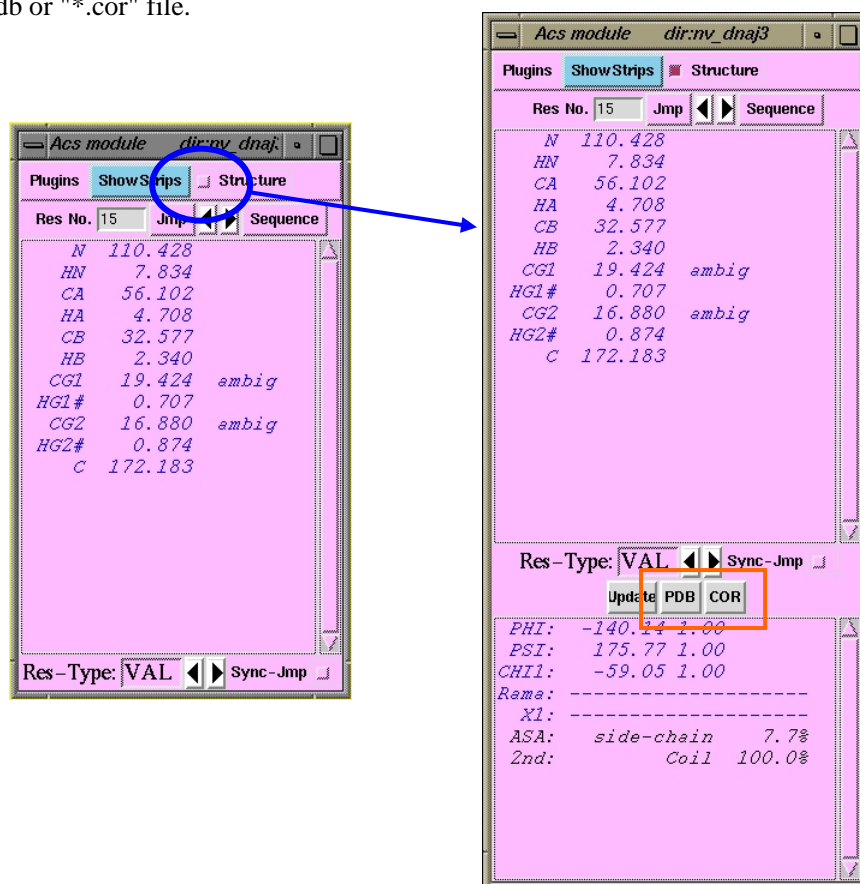 db or "*.cor" file.
Acs module dir:nv_dnaj.
Plugins ShowStrips Structure
Res No. 15 Jmp Sequence
N 110.428
HN 7.834
CA 56.102
HA 4.708
CB 32.577
HB 2.340
CG1 19.424 ambig
HG1# 0.707
CG2 16.880 ambig
HG2# 0.874
C 172.183
Res-Type: VAL Sync-Jmp
Acs module dir:nv_dnaj3
Plugins ShowStrips Structure
Res No. 15 Jmp Sequence
N 110.428
HN 7.834
CA 56.102
HA 4.708
CB 32.577
HB 2.340
CG1 19.424 ambig
HG1# 0.707
CG2 16.880 ambig
HG2# 0.874
C 172.183
Res-Type: VAL Sync-Jmp
Update PDB COR
PHI: -140.14 1.00
PSI: 175.77 1.00
CHI1: -59.05 1.00
Rama: --------------------
X1: --------------------
ASA: side-chain 7.7%
2nd: Coil 100.0%